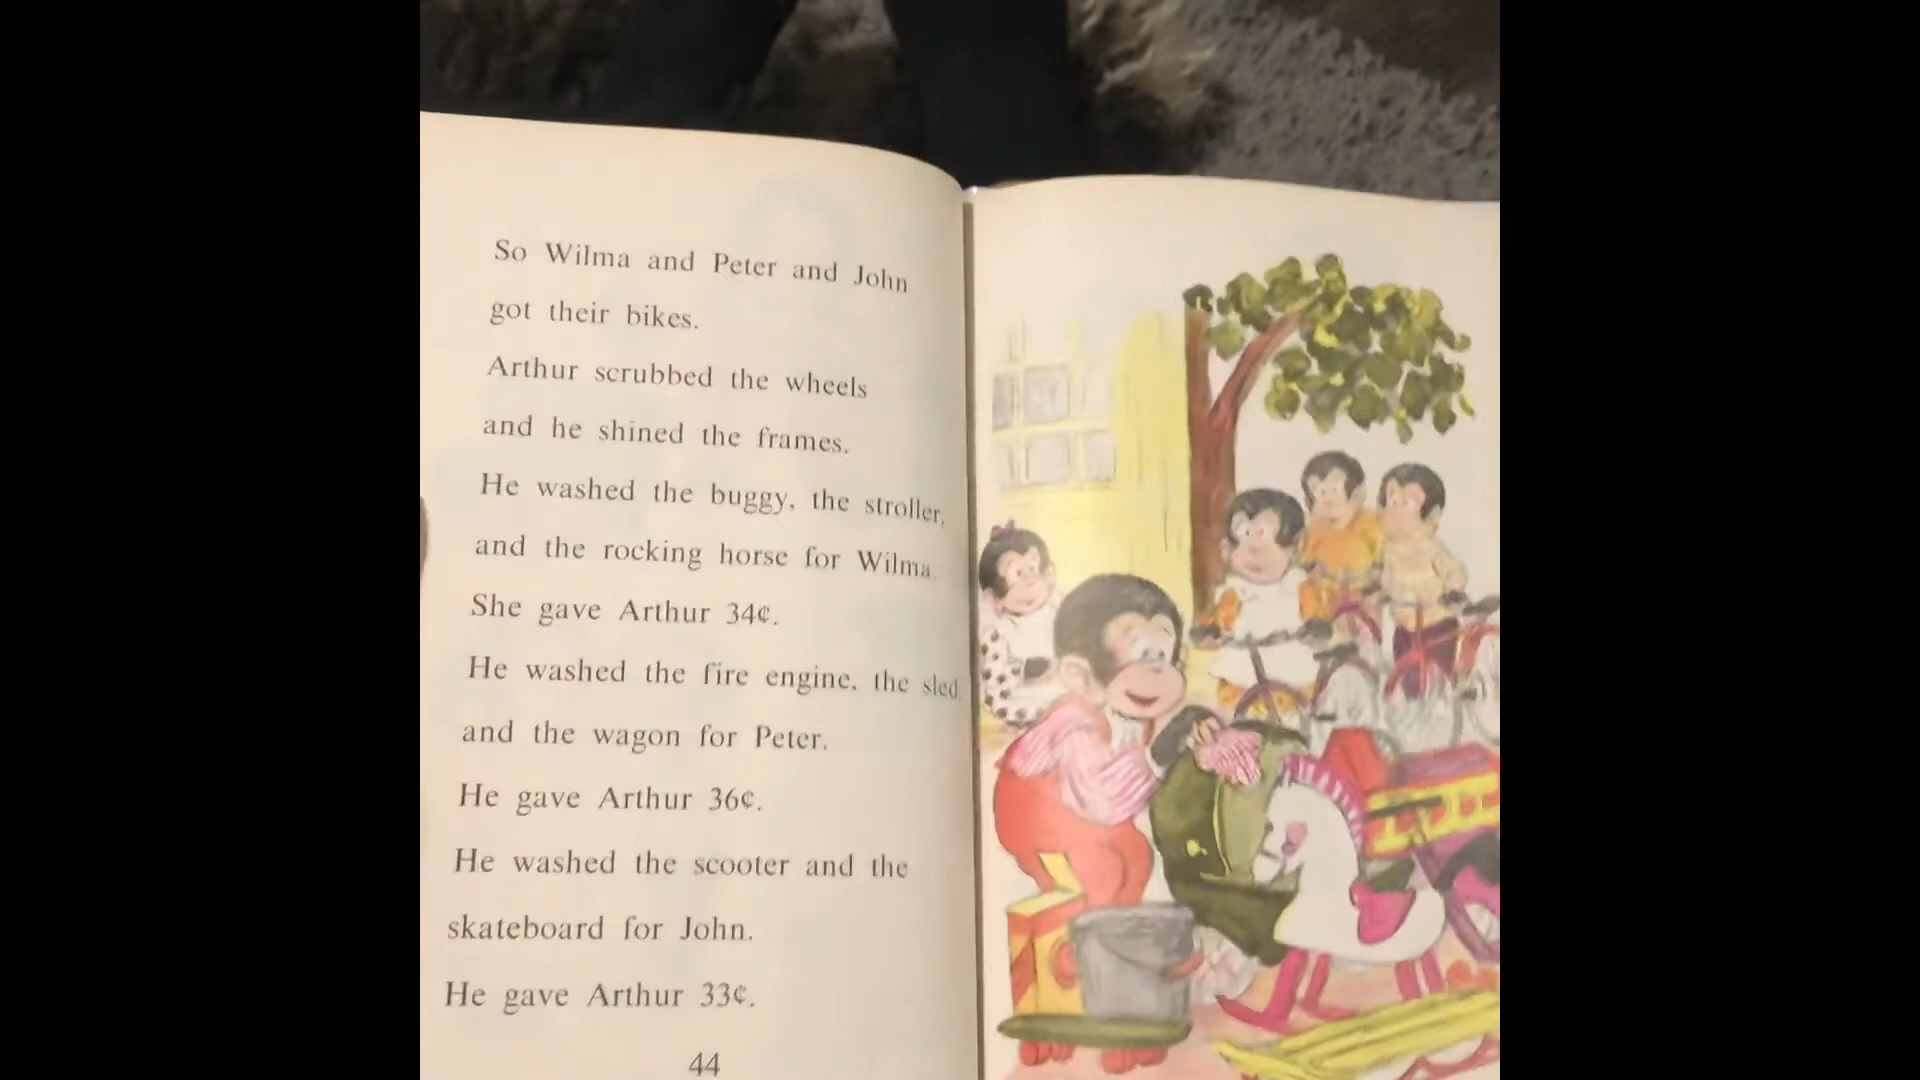 So Wilma and Peter and John
got their bikes.
Arthur scrubbed the wheels
and he shined the frames.
He washed the buggy, the stroller,
and the rocking horse for Wilma.
She gave Arthur 34¢.
He washed the fire engine, the sled
and the wagon for Peter.
He gave Arthur 36¢.
He washed the scooter and the
skateboard for John.
He gave Arthur 33¢.
44